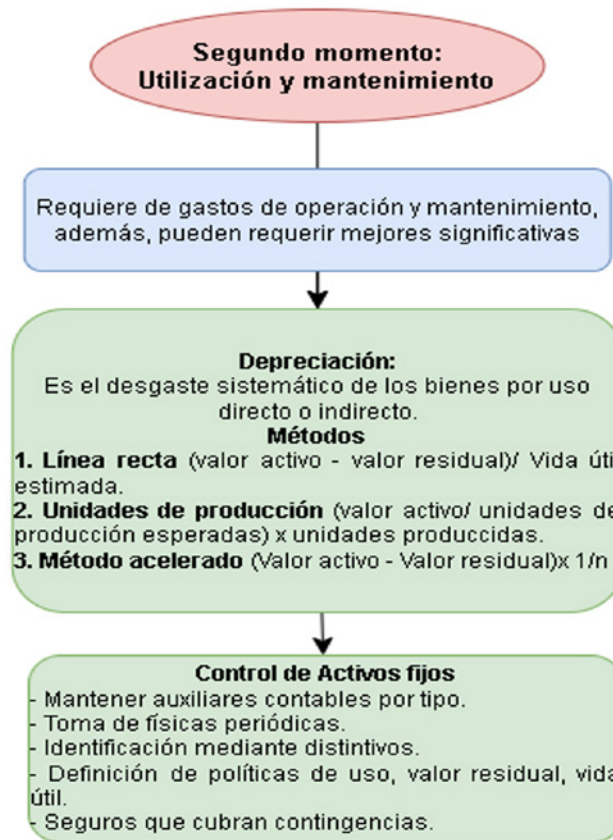 Segundo momento:
Utilización y mantenimiento
Requiere de gastos de operación y mantenimiento,
además, pueden requerir mejores significativas
Depreciación:
Es el desgaste sistemático de los bienes por uso
directo o indirecto.
Métodos
1. Línea recta (valor activo - valor residual)/ Vida úti
estimada.
2. Unidades de producción (valor activo/ unidades de
producción esperadas) x unidades produccidas.
3. Método acelerado (Valor activo - Valor residual)x 1/n
Control de Activos fijos
- Mantener auxiliares contables por tipo.
- Toma de físicas periódicas.
- Identificación mediante distintivos.
- Definición de políticas de uso, valor residual, vida
útil.
- Seguros que cubran contingencias.